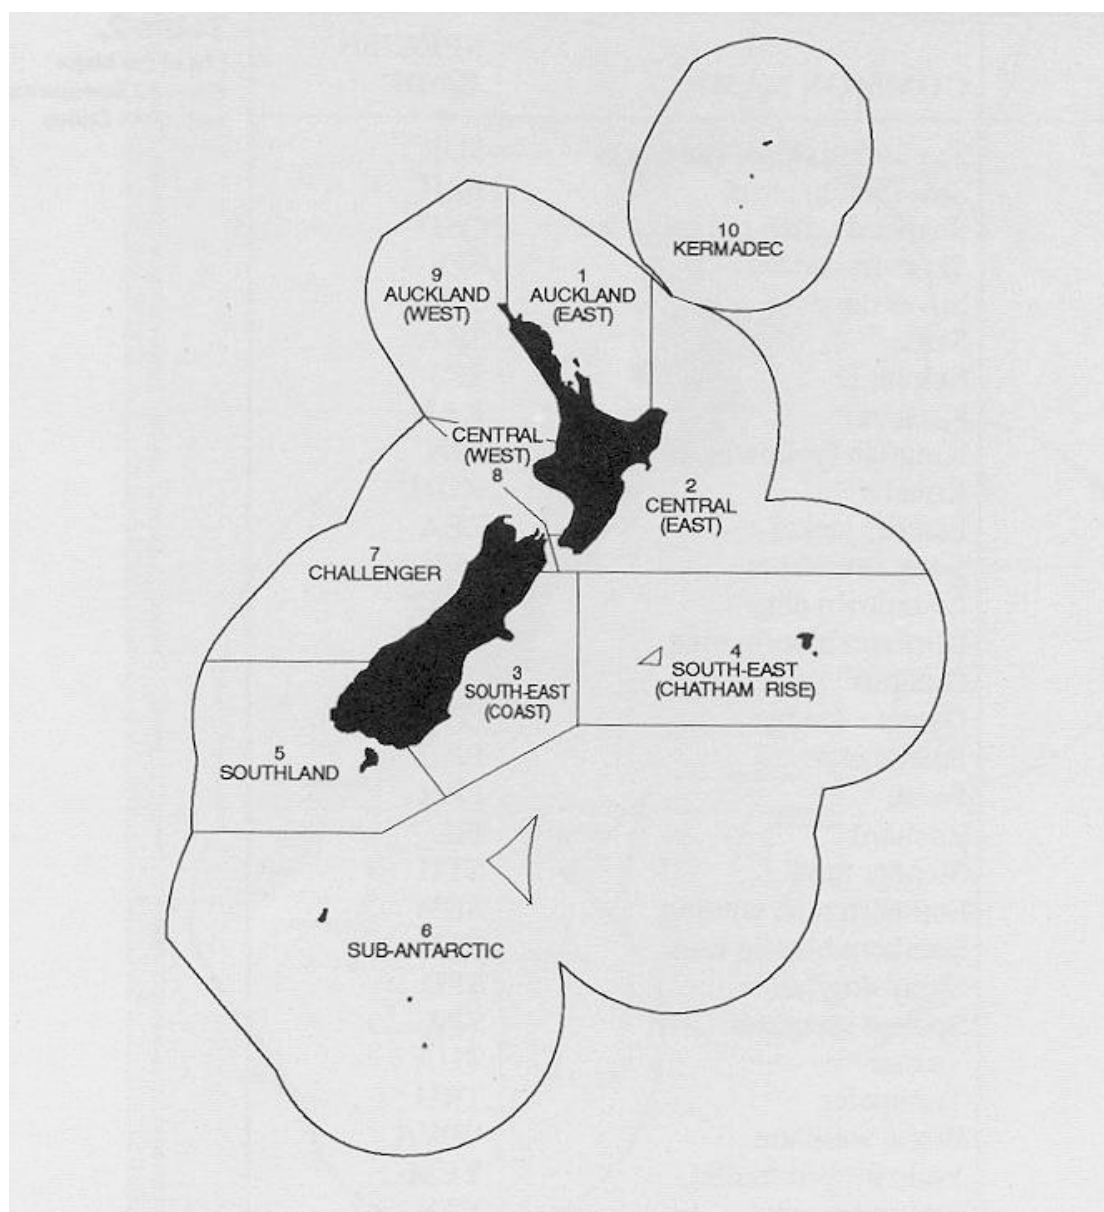 10
KERMADEC
9
AUCKLAND
(WEST)
1
AUCKLAND
(EAST)
CENTRAL
(WEST)
8
2
CENTRAL
(EAST)
7
CHALLENGER
4
SOUTH-EAST
(CHATHAM RISE)
3
SOUTH-EAST
(COAST)
5
SOUTHLAND
6
SUB-ANTARCTIC